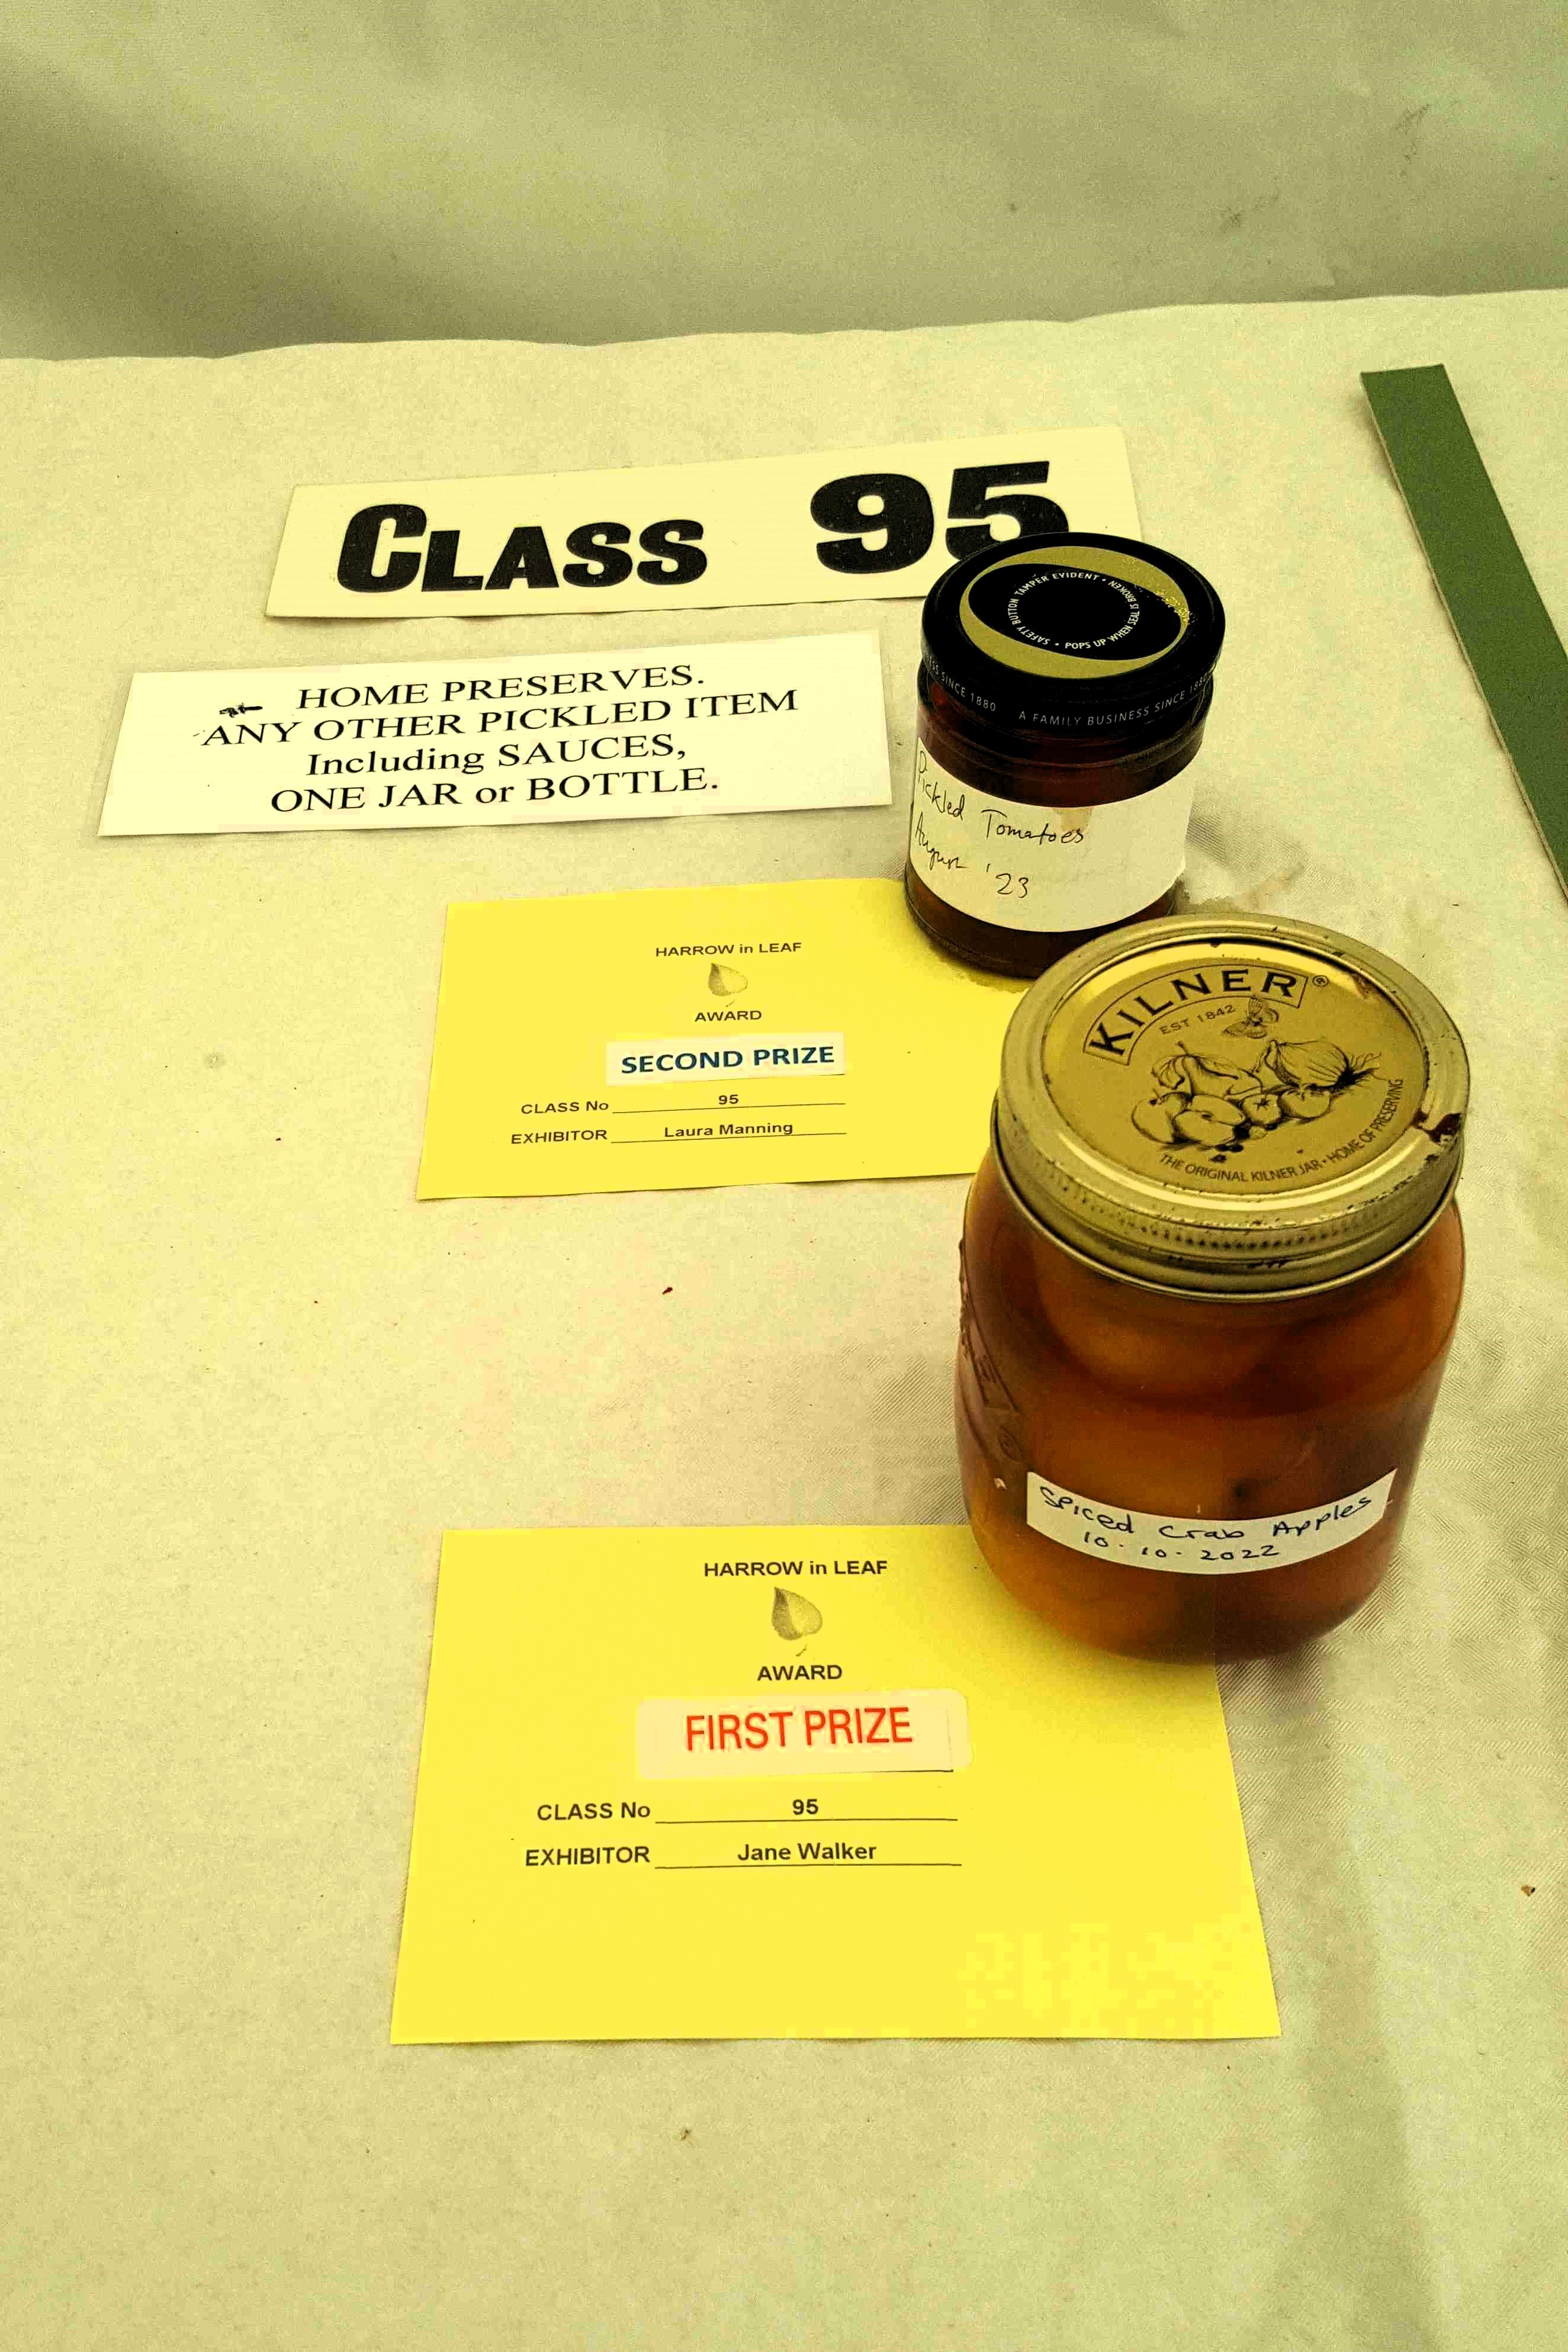 CLASS 95
HOME PRESERVES.
ANY OTHER PICKLED ITEM
Including SAUCES,
ONE JAR or BOTTLE.
SAFETY BUTTON TAMPER EVIDENT • POPS UP WHEN SEAL IS BROKEN •
SINCE 1880 A FAMILY BUSINESS SINCE 1880
Pickled Tomatoes
August '23
HARROW in LEAF
AWARD
SECOND PRIZE
CLASS No 95
EXHIBITOR Laura Manning
KILNER®
EST 1842
THE ORIGINAL KILNER JAR • HOME OF PRESERVING
Spiced Crab Apples
10-10-2022
HARROW in LEAF
AWARD
FIRST PRIZE
CLASS No 95
EXHIBITOR Jane Walker